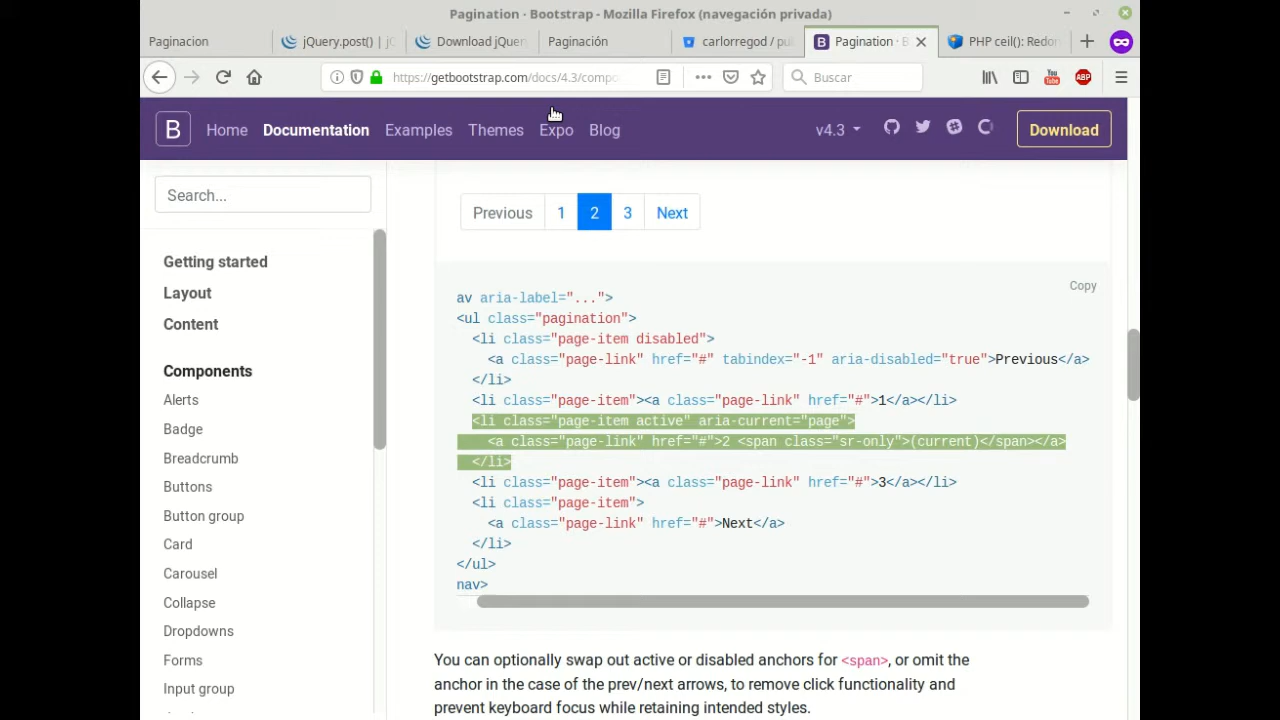 Pagination · Bootstrap - Mozilla Firefox (navegación privada)
Paginacion
jQuery.post() | jQ
Download jQuery
Paginación
carlorregod / pu
Pagination · B
PHP ceil(): Redon
https://getbootstrap.com/docs/4.3/compo
Buscar
You Tube
ABP
B
Home
Documentation
Examples
Themes
Expo
Blog
v4.3
Download
Search...
Getting started
Layout
Content
Components
Alerts
Badge
Breadcrumb
Buttons
Button group
Card
Carousel
Collapse
Dropdowns
Forms
Input group
Previous 1 2 3 Next
Copy
av aria-label="...">
<ul class="pagination">
<li class="page-item disabled">
<a class="page-link" href="#" tabindex="-1" aria-disabled="true">Previous</a>
</li>
<li class="page-item"><a class="page-link" href="#">1</a></li>
<li class="page-item active" aria-current="page">
<a class="page-link" href="#">2 <span class="sr-only">(current)</span></a>
</li>
<li class="page-item"><a class="page-link" href="#">3</a></li>
<li class="page-item">
<a class="page-link" href="#">Next</a>
</li>
</ul>
nav>
You can optionally swap out active or disabled anchors for <span>, or omit the
anchor in the case of the prev/next arrows, to remove click functionality and
prevent keyboard focus while retaining intended styles.